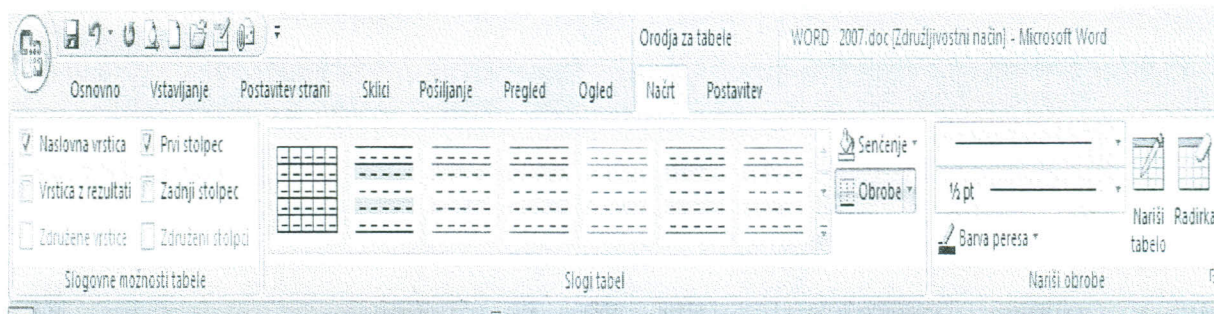 Orodja za tabele WORD 2007.doc [Združljivostni način] - Microsoft Word
Osnovno Vstavljanje Postavitev strani Sklici Pošiljanje Pregled Ogled Načrt Postavitev
Naslovna vrstica Prvi stolpec Senčenje
Vrstica z rezultati Zadnji stolpec Obrobe ½ pt
Združene vrstice Združeni stolpci Barva peresa Nariši tabelo Radirka
Slogovne možnosti tabele Slogi tabel Nariši obrobe